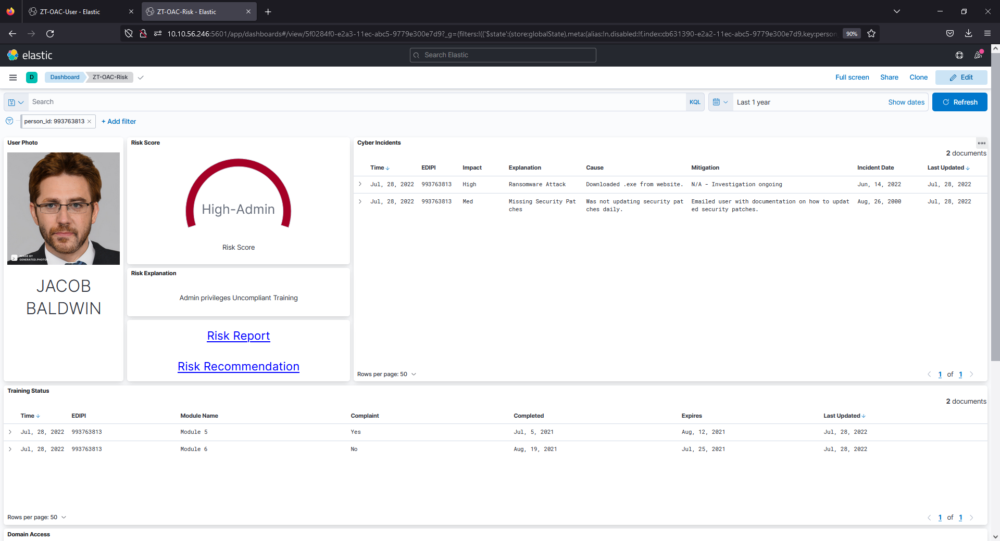 ZT-OAC-User - Elastic
ZT-OAC-Risk - Elastic
10.10.56.246:5601/app/dashboards#/view/5f0284f0-e2a3-11ec-abc5-9779e300e7d9?_g=(filters:!(('$state':(store:globalState),meta:(alias:!n,disabled:!f,index:cb631390-e2a2-11ec-abc5-9779e300e7d9,key:person_
90%
elastic
Search Elastic
D
Dashboard
ZT-OAC-Risk
Full screen
Share
Clone
Edit
Search
KQL
Last 1 year
Show dates
Refresh
person_id: 993763813
+ Add filter
User Photo
IMAGE BY
GENERATED.PHOTOS
JACOB
BALDWIN
Risk Score
High-Admin
Risk Score
Risk Explanation
Admin privileges Uncompliant Training
Risk Report
Risk Recommendation
Cyber Incidents
2 documents
Time EDIPI Impact Explanation Cause Mitigation Incident Date Last Updated
Jul, 28, 2022 993763813 High Ransomware Attack Downloaded .exe from website. N/A - Investigation ongoing Jun, 14, 2022 Jul, 28, 2022
Jul, 28, 2022 993763813 Med Missing Security Pat Was not updating security pat Emailed user with documentation on how to updat Aug, 26, 2000 Jul, 28, 2022
ches ches daily. ed security patches.
Rows per page: 50
1 of 1
Training Status
2 documents
Time EDIPI Module Name Complaint Completed Expires Last Updated
Jul, 28, 2022 993763813 Module 5 Yes Jul, 5, 2021 Aug, 12, 2021 Jul, 28, 2022
Jul, 28, 2022 993763813 Module 6 No Aug, 19, 2021 Jul, 25, 2021 Jul, 28, 2022
Rows per page: 50
1 of 1
Domain Access